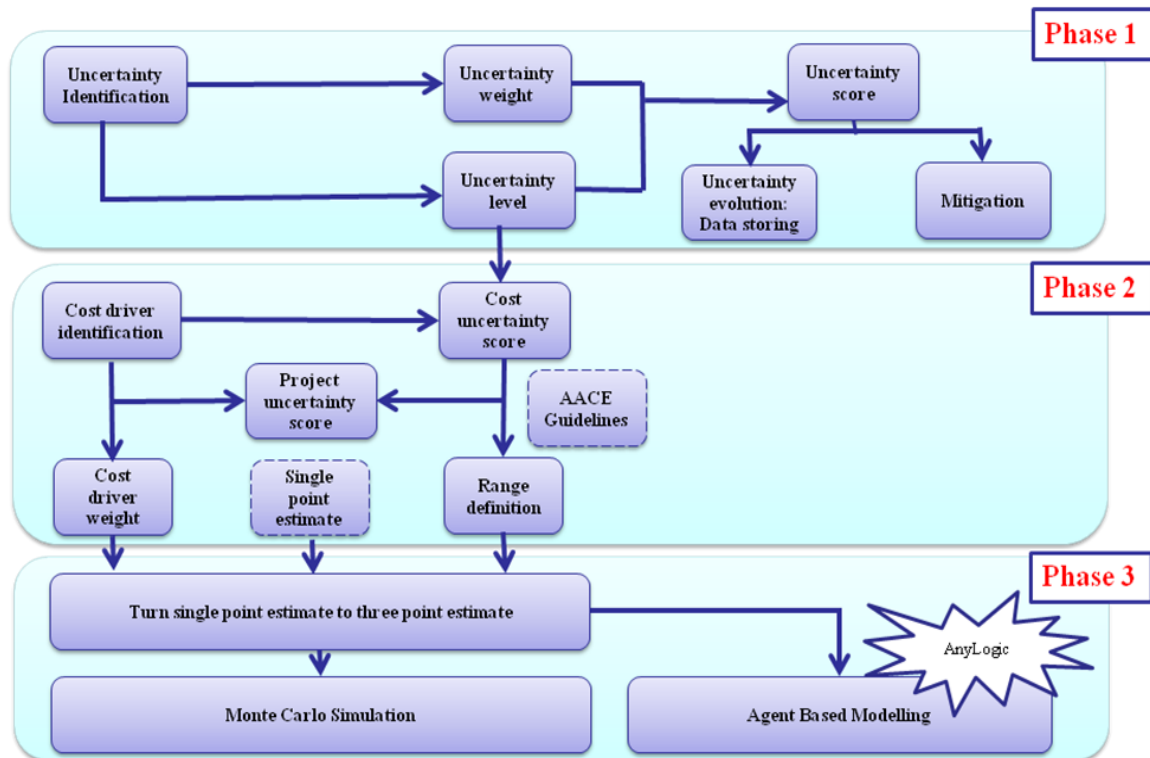 Phase 1
Uncertainty
Identification
Uncertainty
weight
Uncertainty
score
Uncertainty
level
Uncertainty
evolution:
Data storing
Mitigation
Phase 2
Cost driver
identification
Cost
uncertainty
score
Project
uncertainty
score
AACE
Guidelines
Cost
driver
weight
Single
point
estimate
Range
definition
Phase 3
Turn single point estimate to three point estimate
AnyLogic
Monte Carlo Simulation
Agent Based Modelling